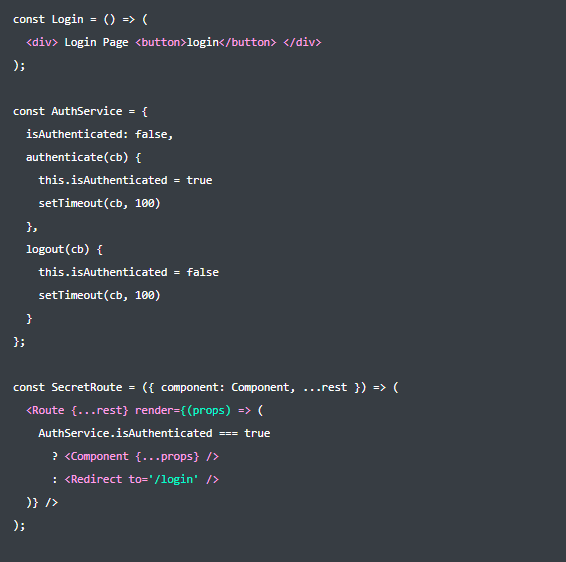 const Login = () => (
  <div> Login Page <button>login</button> </div>
);

const AuthService = {
  isAuthenticated: false,
  authenticate(cb) {
    this.isAuthenticated = true
    setTimeout(cb, 100)
  },
  logout(cb) {
    this.isAuthenticated = false
    setTimeout(cb, 100)
  }
};

const SecretRoute = ({ component: Component, ...rest }) => (
  <Route {...rest} render={(props) => (
    AuthService.isAuthenticated === true
      ? <Component {...props} />
      : <Redirect to='/login' />
  )} />
);